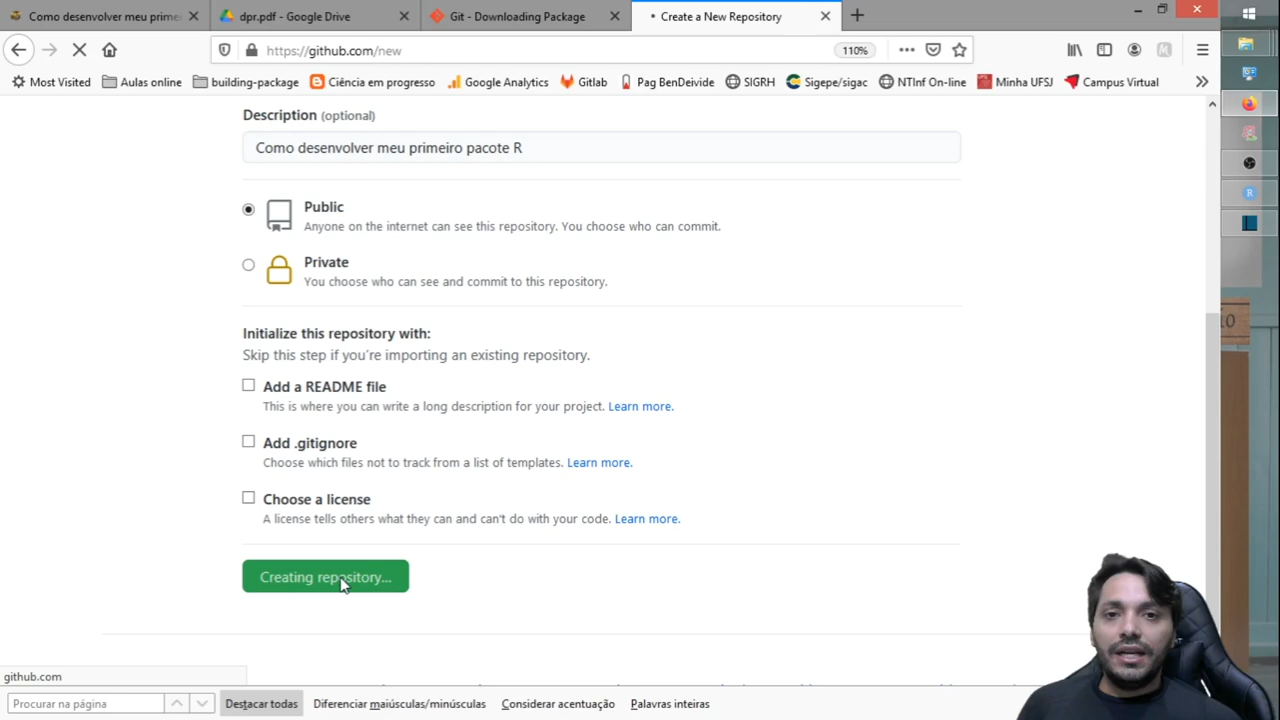 Como desenvolver meu prime
dpr.pdf - Google Drive
Git - Downloading Package
Create a New Repository
https://github.com/new
110%
Most Visited
Aulas online
building-package
Ciência em progresso
Google Analytics
Gitlab
Pag BenDeivide
SIGRH
Sigepe/sigac
NTInf On-line
Minha UFSJ
Campus Virtual
Description (optional)
Como desenvolver meu primeiro pacote R
Public
Anyone on the internet can see this repository. You choose who can commit.
Private
You choose who can see and commit to this repository.
Initialize this repository with:
Skip this step if you're importing an existing repository.
Add a README file
This is where you can write a long description for your project. Learn more.
Add .gitignore
Choose which files not to track from a list of templates. Learn more.
Choose a license
A license tells others what they can and can't do with your code. Learn more.
Creating repository...
github.com
Procurar na página
Destacar todas
Diferenciar maiúsculas/minúsculas
Considerar acentuação
Palavras inteiras